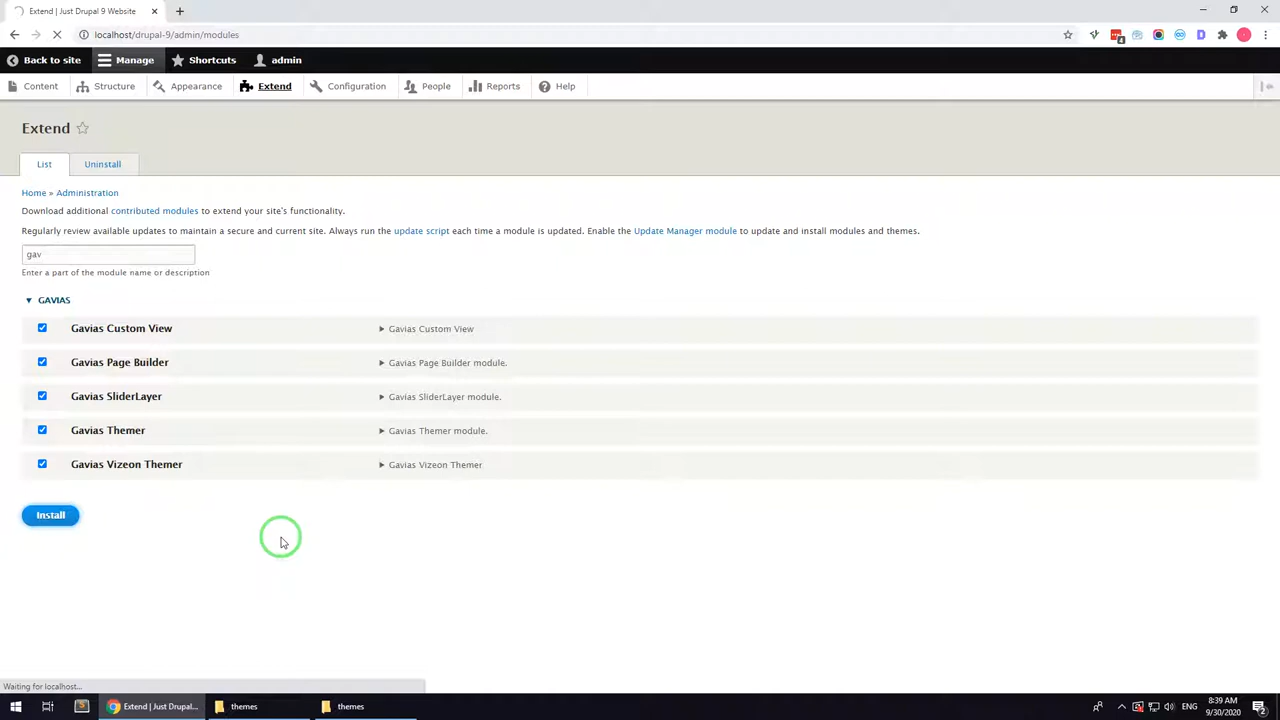 Extend | Just Drupal 9 Website
localhost/drupal-9/admin/modules
Back to site
Manage
Shortcuts
admin
Content
Structure
Appearance
Extend
Configuration
People
Reports
Help
Extend
List
Uninstall
Home » Administration
Download additional contributed modules to extend your site's functionality.
Regularly review available updates to maintain a secure and current site. Always run the update script each time a module is updated. Enable the Update Manager module to update and install modules and themes.
gav
Enter a part of the module name or description
GAVIAS
Gavias Custom View
Gavias Custom View
Gavias Page Builder
Gavias Page Builder module.
Gavias SliderLayer
Gavias SliderLayer module.
Gavias Themer
Gavias Themer module.
Gavias Vizeon Themer
Gavias Vizeon Themer
Install
Waiting for localhost...
Extend | Just Drupal...
themes
themes
ENG
8:39 AM
9/30/2020
2